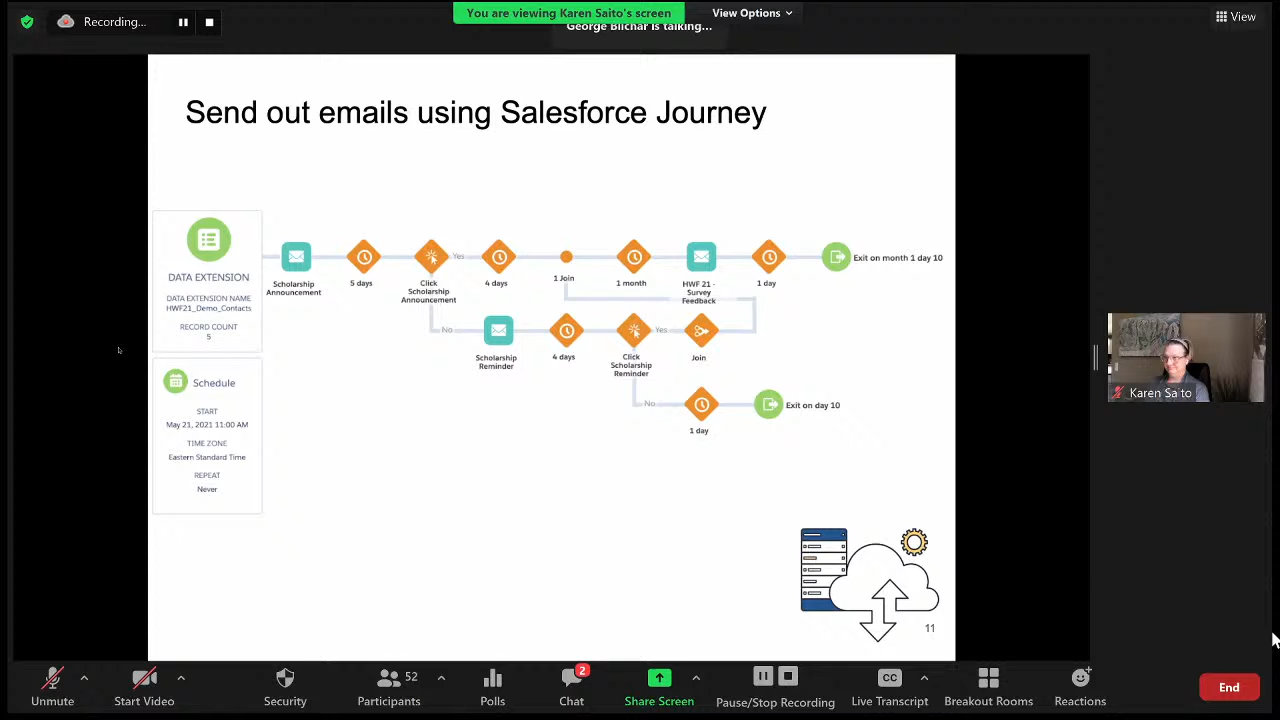 Recording...
You are viewing Karen Saito's screen
View Options
View
George Bilchar is talking...
Send out emails using Salesforce Journey
DATA EXTENSION
DATA EXTENSION NAME
HWF21_Demo_Contacts
RECORD COUNT
5
Schedule
START
May 21, 2021 11:00 AM
TIME ZONE
Eastern Standard Time
REPEAT
Never
Scholarship
Announcement
5 days
Click
Scholarship
Announcement
Yes
4 days
1 Join
1 month
HWF 21 -
Survey
Feedback
1 day
Exit on month 1 day 10
No
Scholarship
Reminder
4 days
Click
Scholarship
Reminder
Yes
Join
No
1 day
Exit on day 10
11
Karen Saito
Unmute
Start Video
Security
Participants
52
Polls
Chat
2
Share Screen
Pause/Stop Recording
CC
Live Transcript
Breakout Rooms
Reactions
End